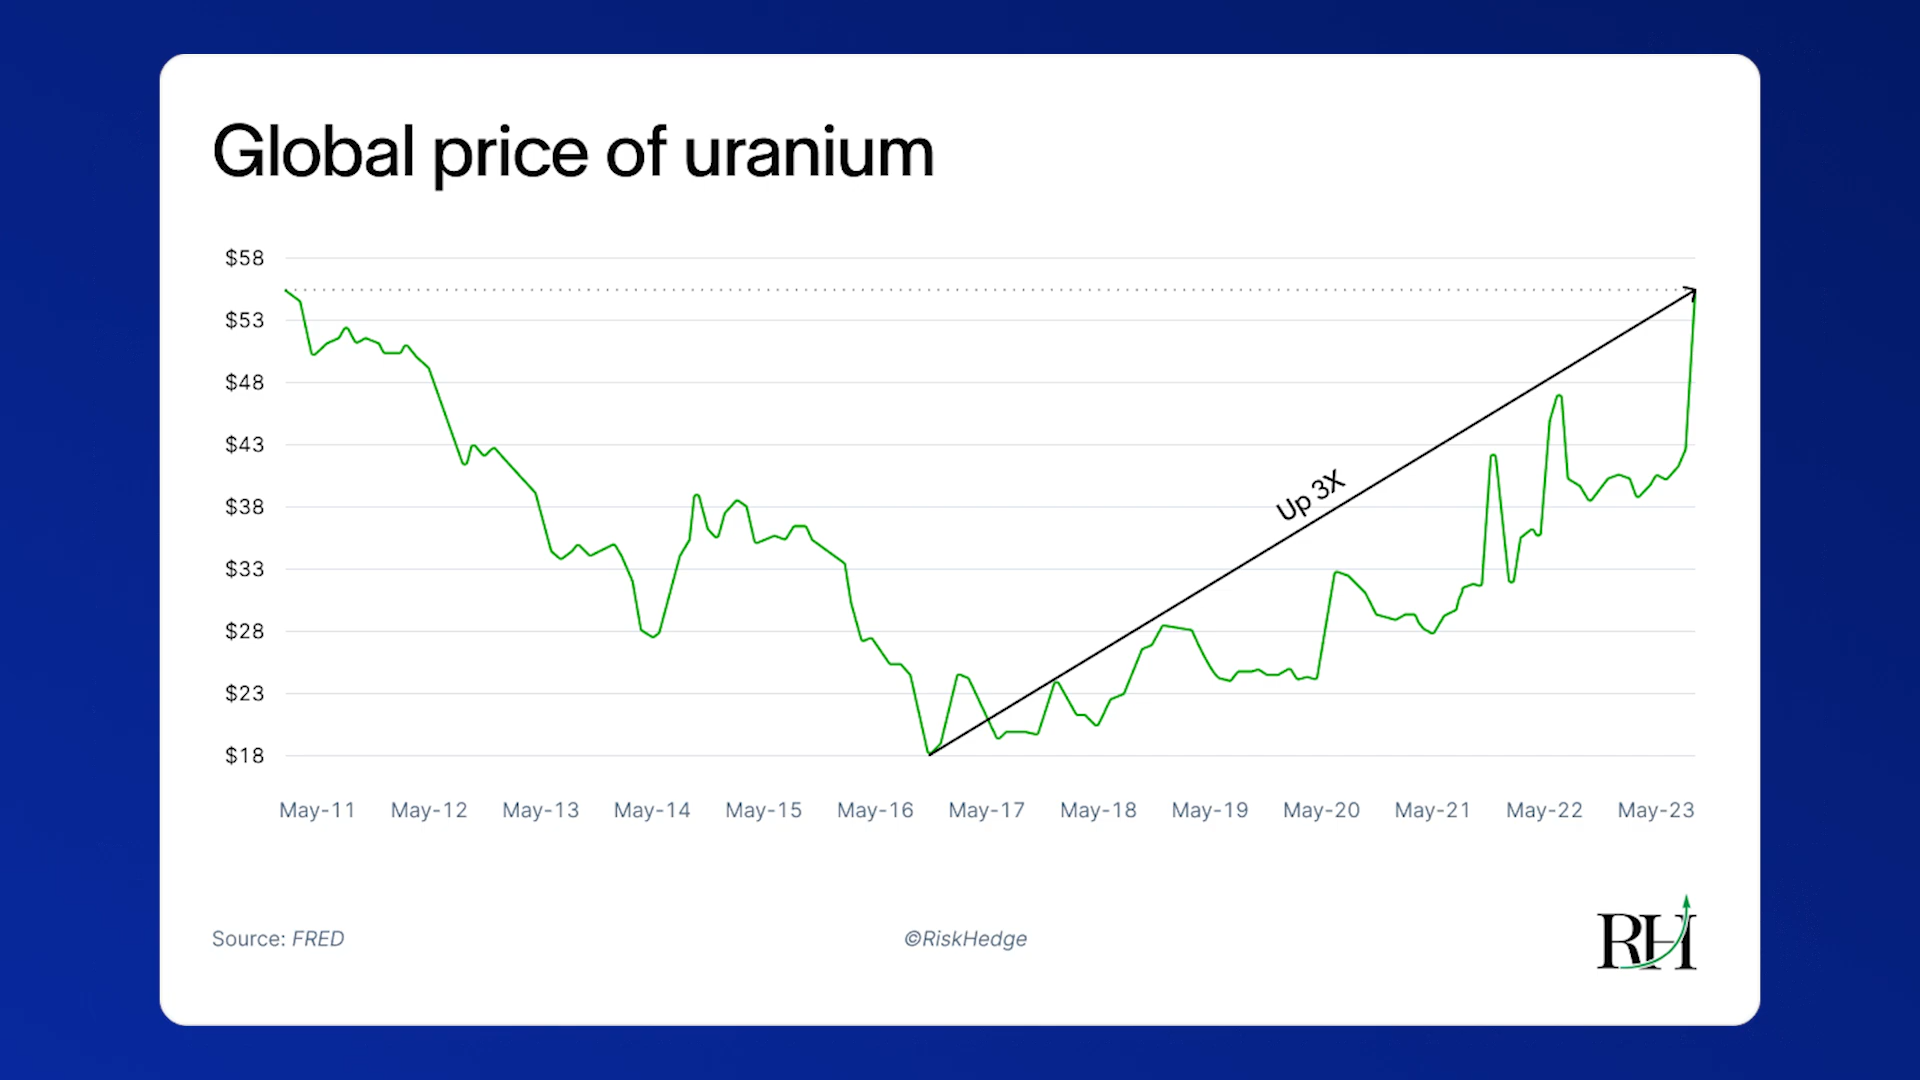 Global price of uranium
$58
$53
$48
$43
$38
$33
$28
$23
$18
Up 3X
May-11 May-12 May-13 May-14 May-15 May-16 May-17 May-18 May-19 May-20 May-21 May-22 May-23
Source: FRED
©RiskHedge
RH